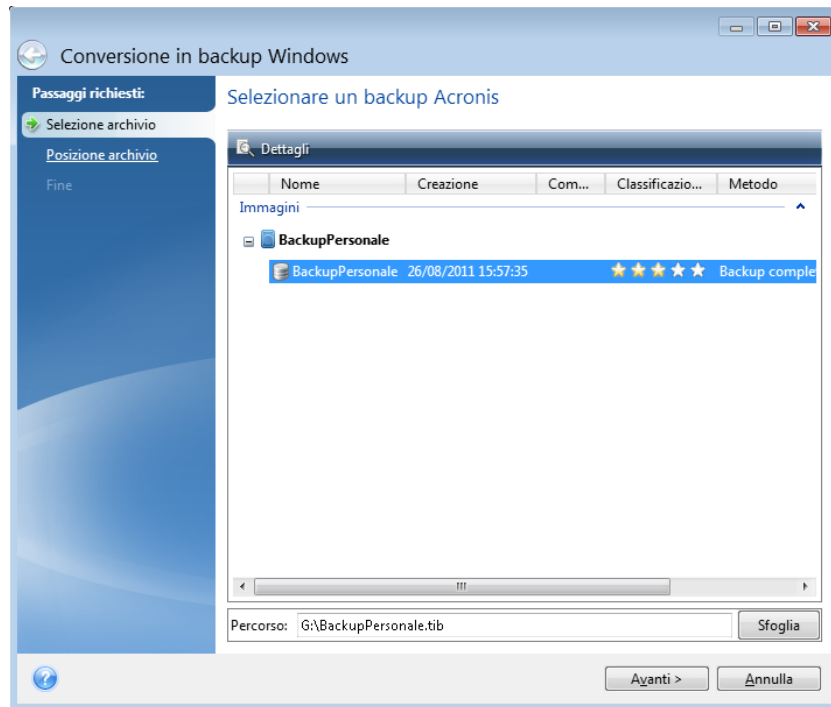 Conversione in backup Windows
Passaggi richiesti:
Selezione archivio
Posizione archivio
Fine
Selezionare un backup Acronis
Dettagli
Nome Creazione Com... Classificazio... Metodo
Immagini
BackupPersonale
BackupPersonale 26/08/2011 15:57:35 Backup comple
Percorso: G:\BackupPersonale.tib Sfoglia
Avanti > Annulla